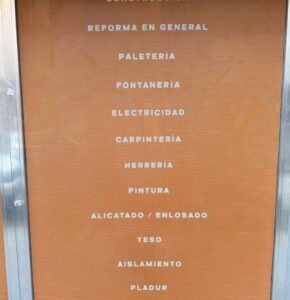 REFORMA EN GENERAL
PALETERÍA
FONTANERÍA
ELECTRICIDAD
CARPINTERÍA
HERRERÍA
PINTURA
ALICATADO / ENLOSADO
YESO
AISLAMIENTO
PLADUR